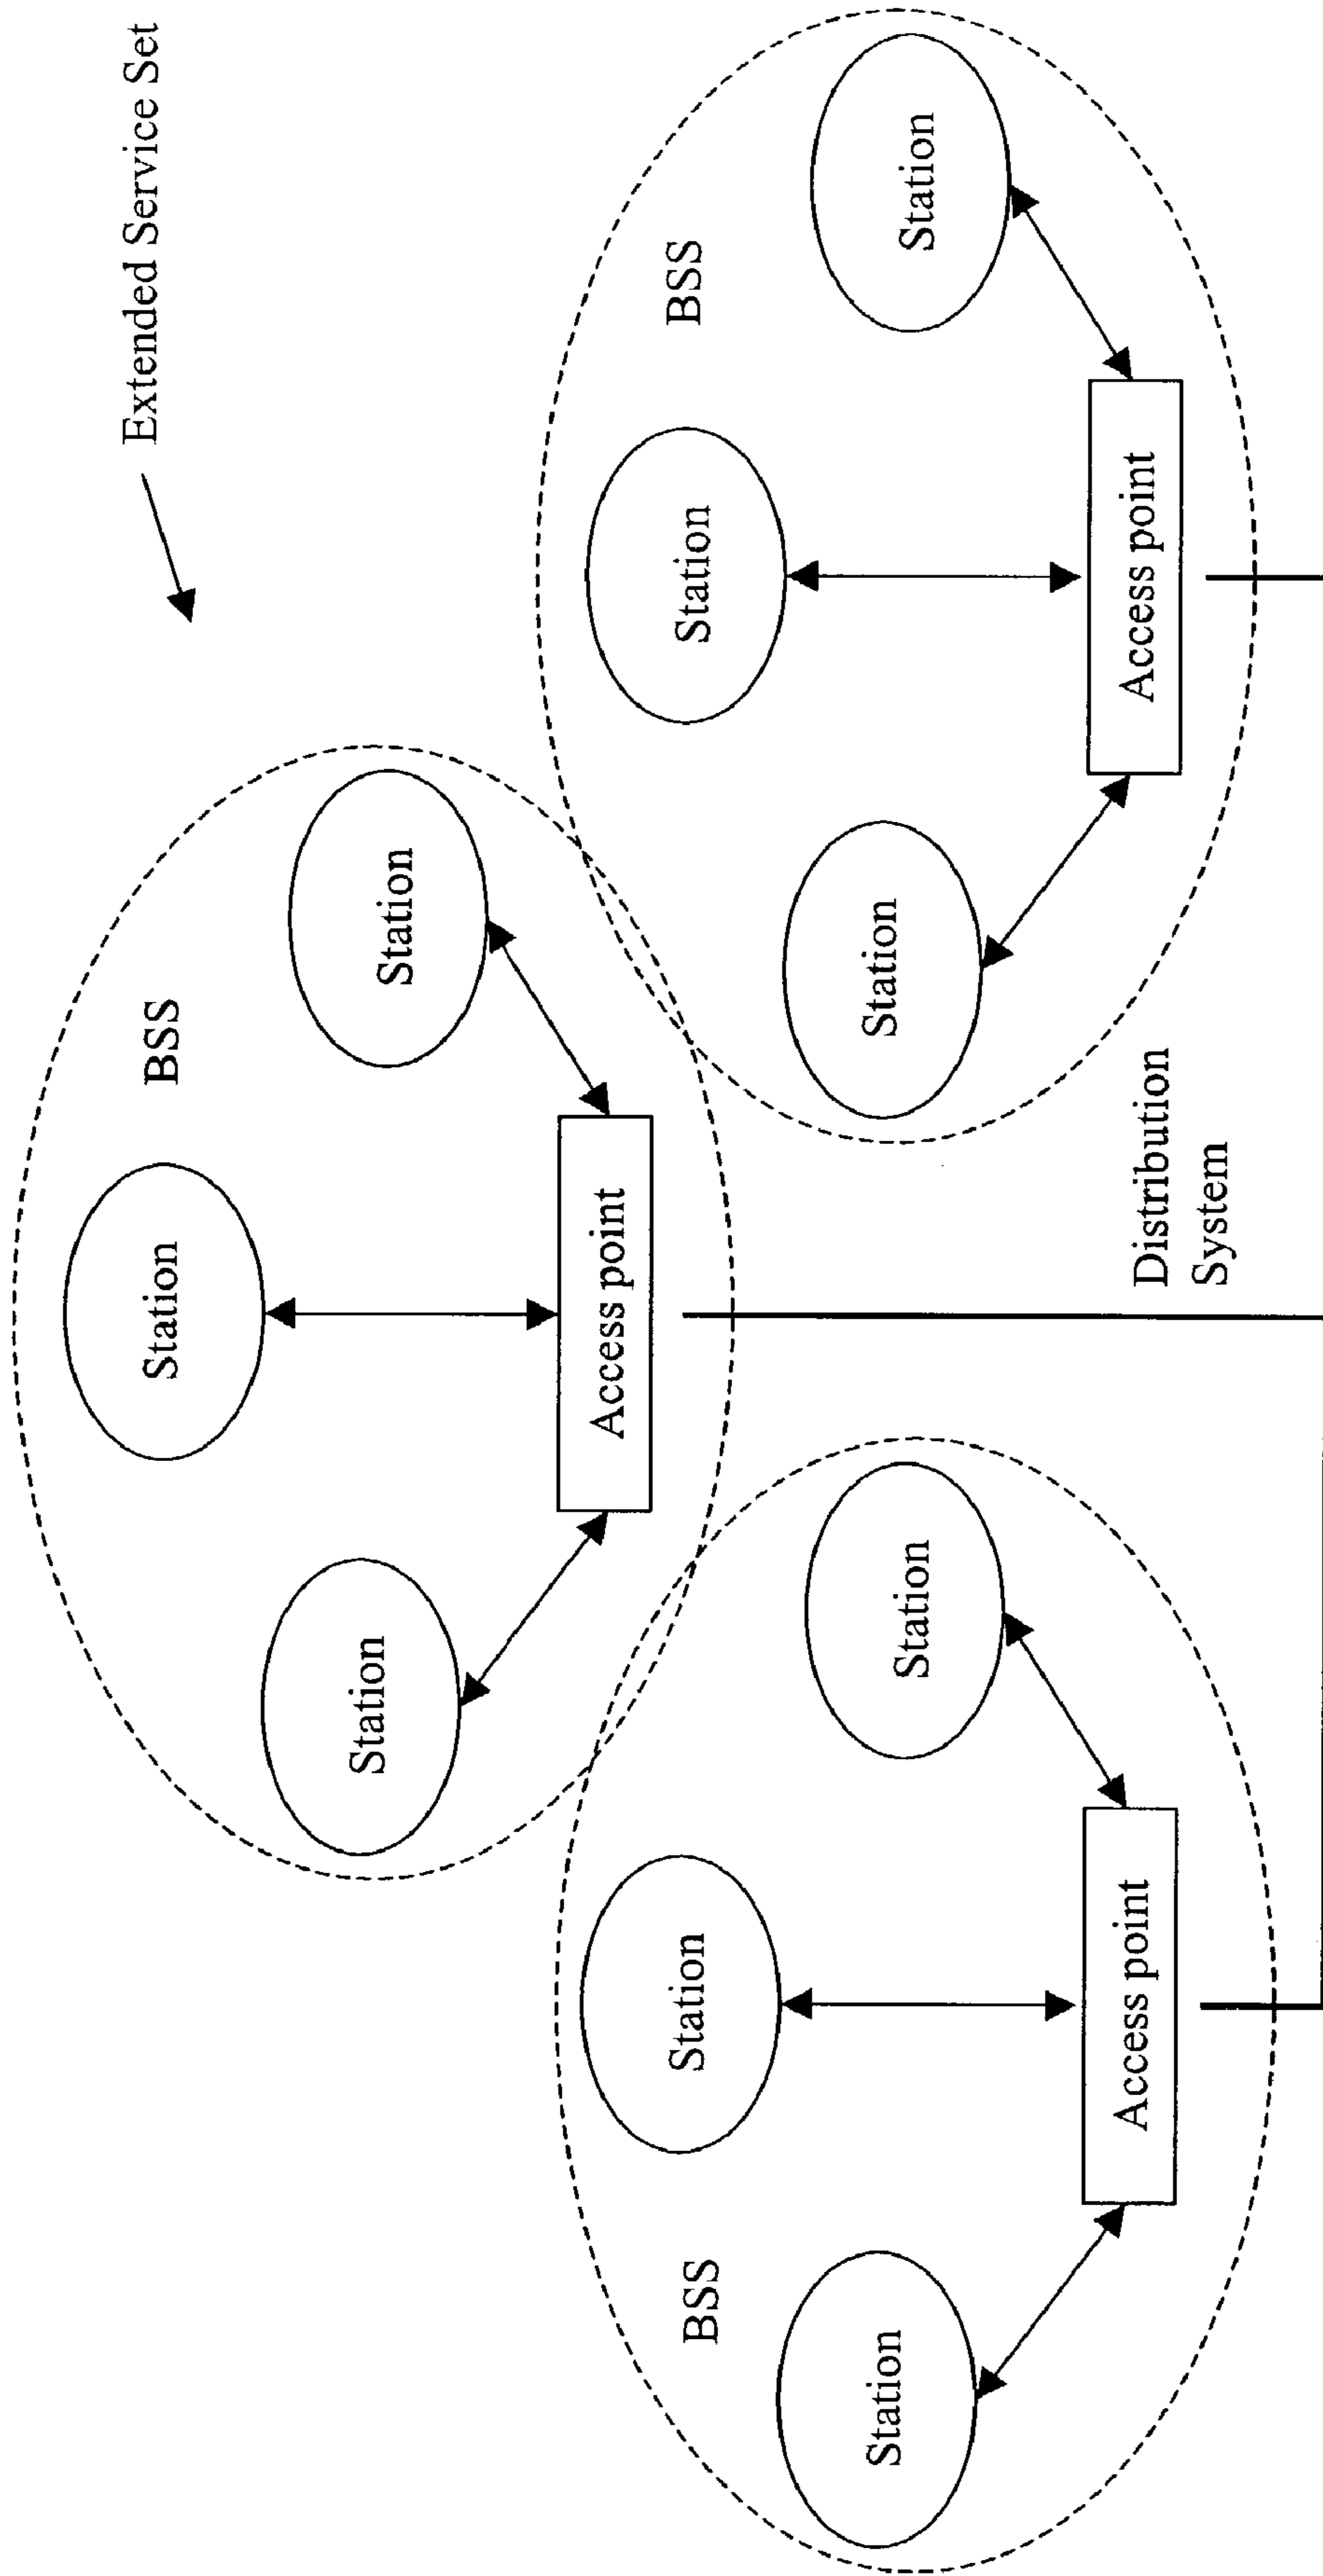 Extended Service Set
Station
BSS
Station
Station
Access point
Station
BSS
Station
Station
Access point
Station
BSS
Station
Station
Access point
Distribution
System